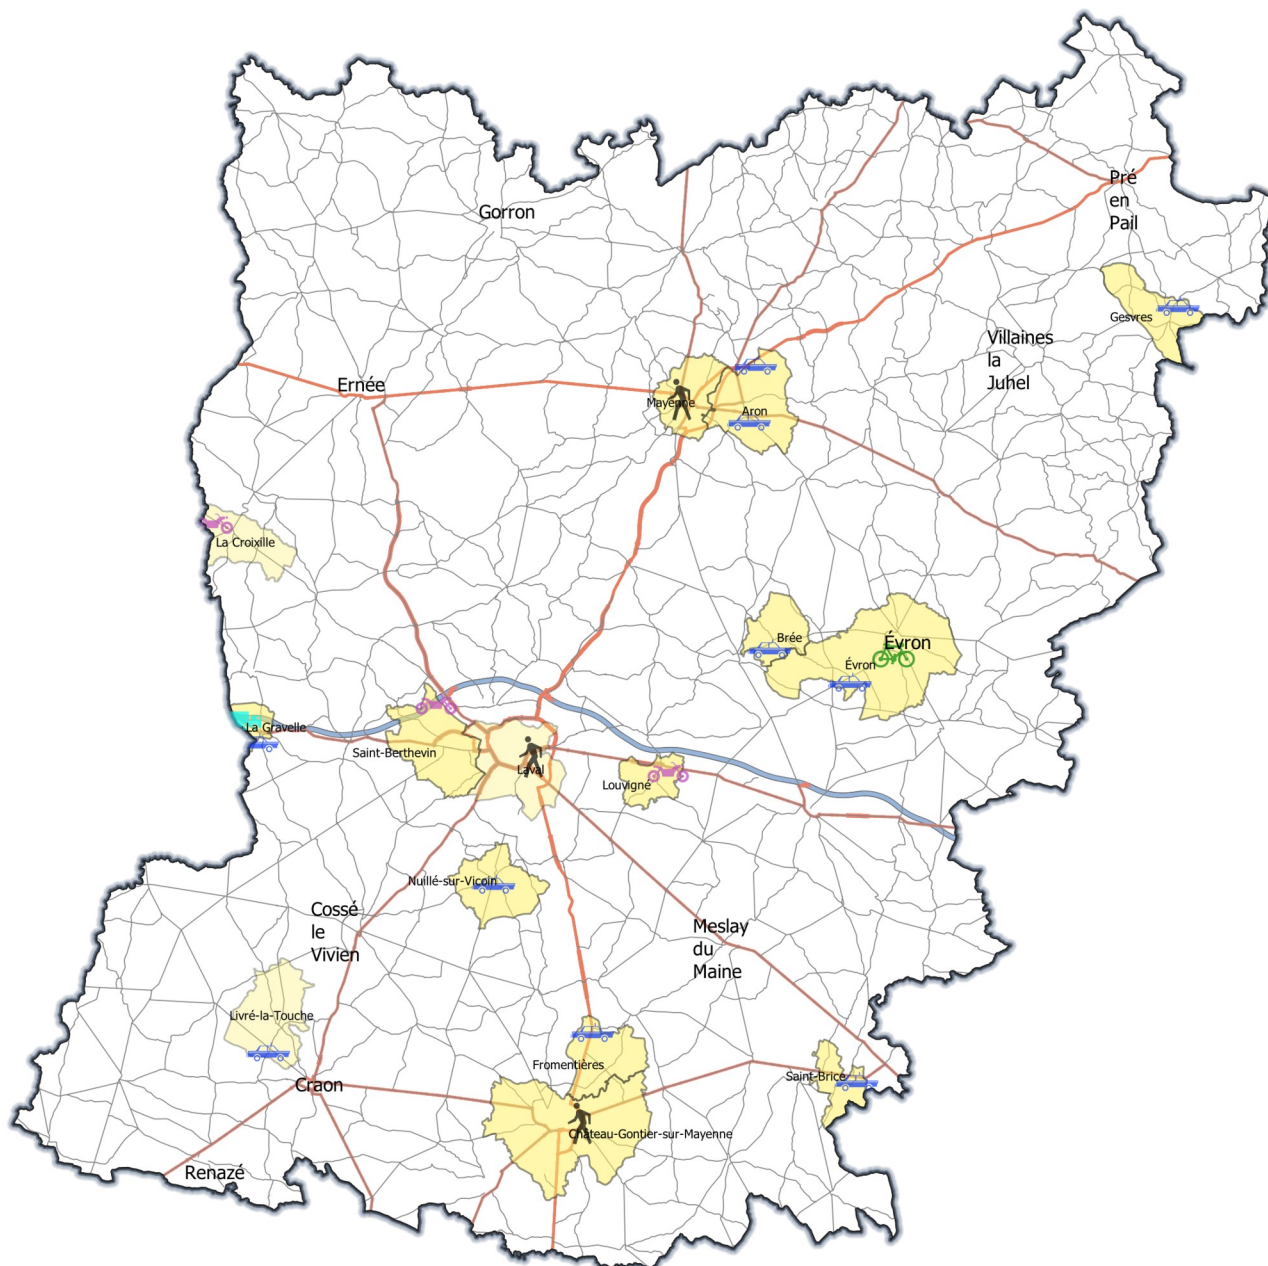 Pré
en
Pail
Gorron
Gesvres
Villaines
la
Juhel
Ernée
Mayenne
Aron
La Croixille
Brée
Évron
Évron
La Gravelle
Saint-Berthevin
Laval
Louvigné
Nuillé-sur-Vicoin
Cossé
le
Vivien
Meslay
du
Maine
Livré-la-Touche
Fromentières
Saint-Brice
Craon
Château-Gontier-sur-Mayenne
Renazé